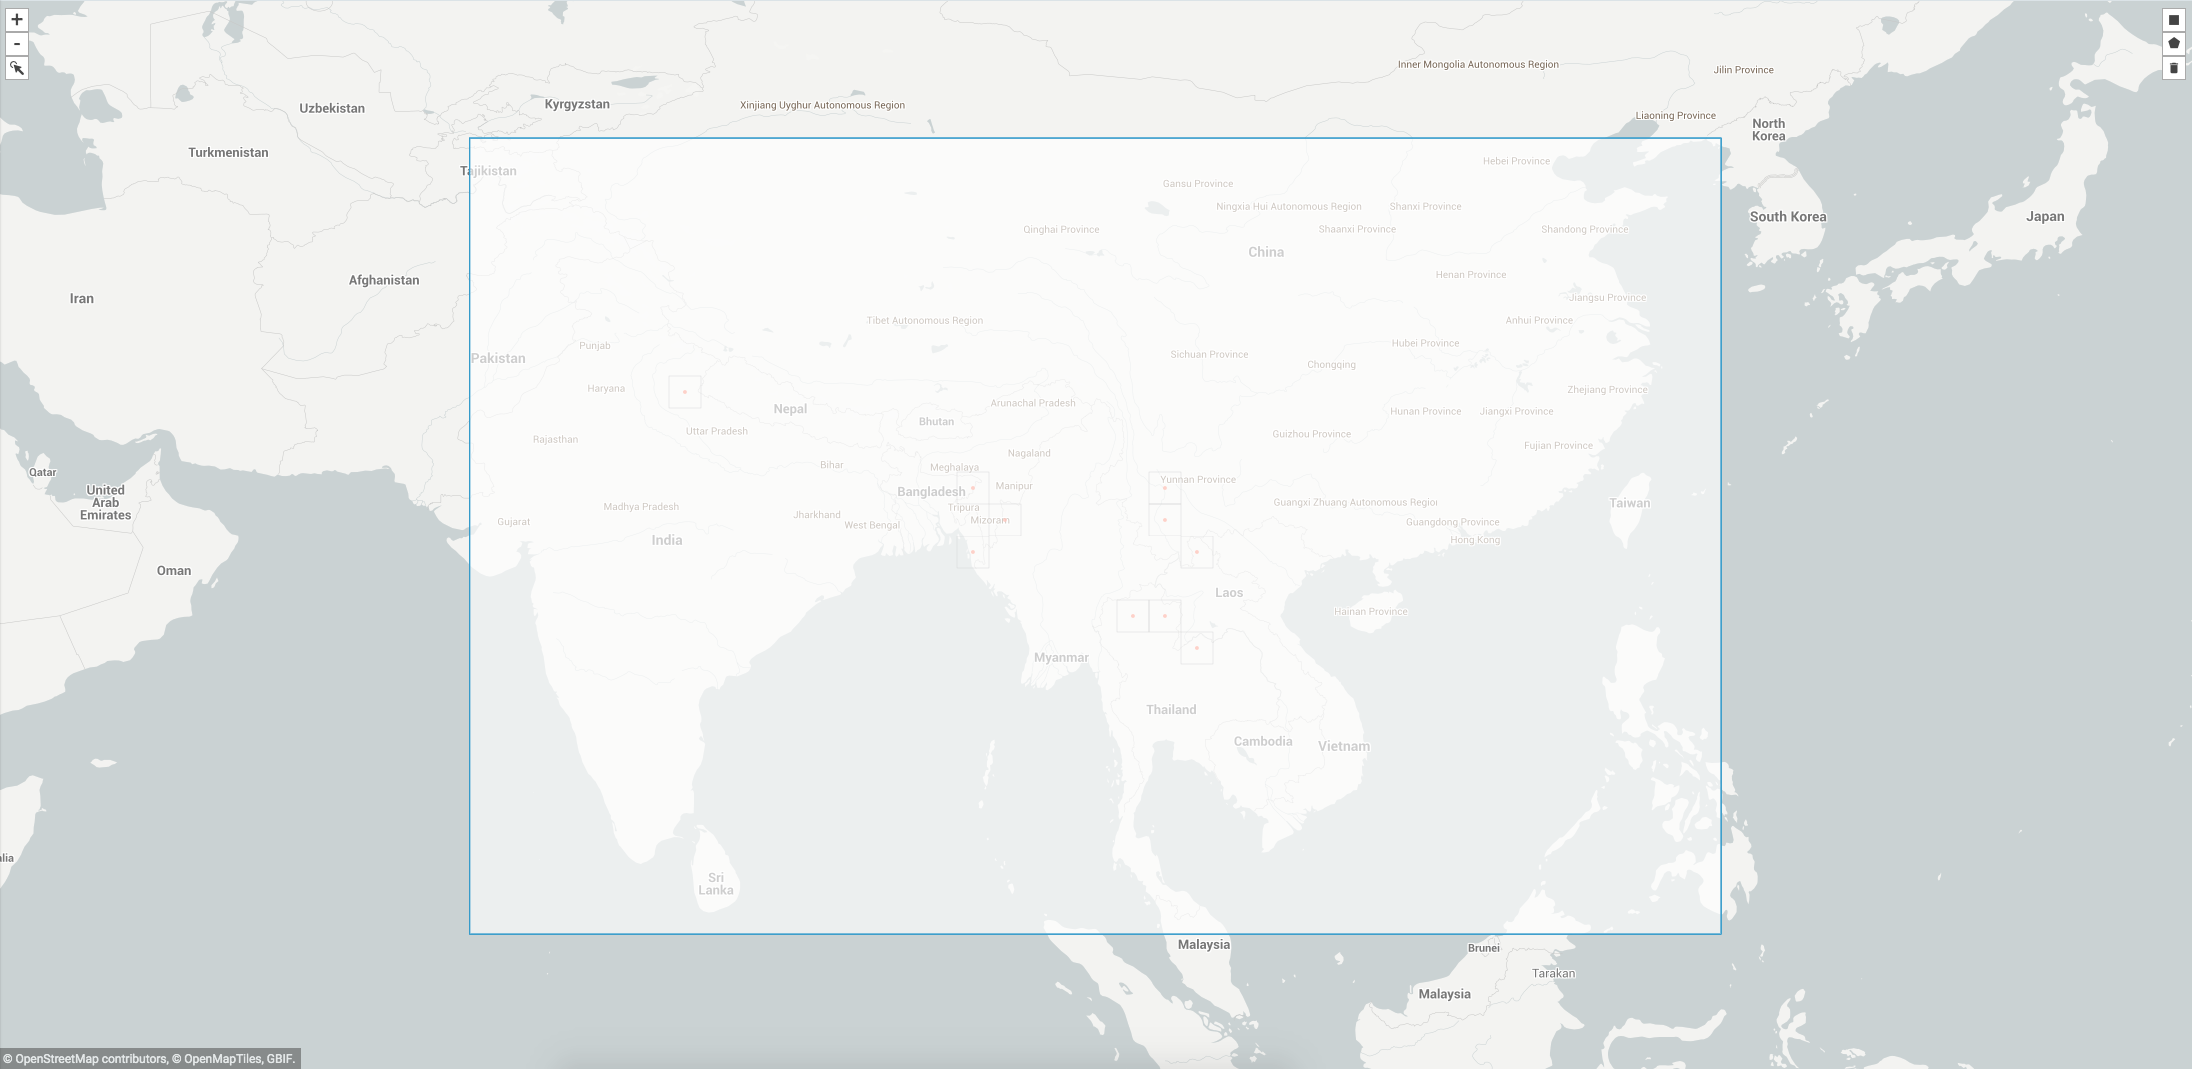 +
-
Inner Mongolia Autonomous Region
Jilin Province
Uzbekistan
Kyrgyzstan
Xinjiang Uyghur Autonomous Region
Liaoning Province
North
Korea
Turkmenistan
Tajikistan
Hebei Province
Gansu Province
Ningxia Hui Autonomous Region
Shanxi Province
South Korea
Japan
Qinghai Province
Shaanxi Province
Shandong Province
China
Afghanistan
Henan Province
Iran
Jiangsu Province
Tibet Autonomous Region
Anhui Province
Punjab
Hubei Province
Pakistan
Sichuan Province
Chongqing
Haryana
Zhejiang Province
Nepal
Arunachal Pradesh
Hunan Province
Jiangxi Province
Bhutan
Uttar Pradesh
Guizhou Province
Rajasthan
Fujian Province
Nagaland
Bihar
Meghalaya
Qatar
Yunnan Province
Manipur
United
Arab
Emirates
Bangladesh
Madhya Pradesh
Tripura
Guangxi Zhuang Autonomous Region
Taiwan
Jharkhand
Mizoram
Gujarat
West Bengal
Guangdong Province
India
Hong Kong
Oman
Laos
Hainan Province
Myanmar
Thailand
Cambodia
Vietnam
Sri
Lanka
lia
Malaysia
Brunei
Tarakan
Malaysia
© OpenStreetMap contributors, © OpenMapTiles, GBIF.